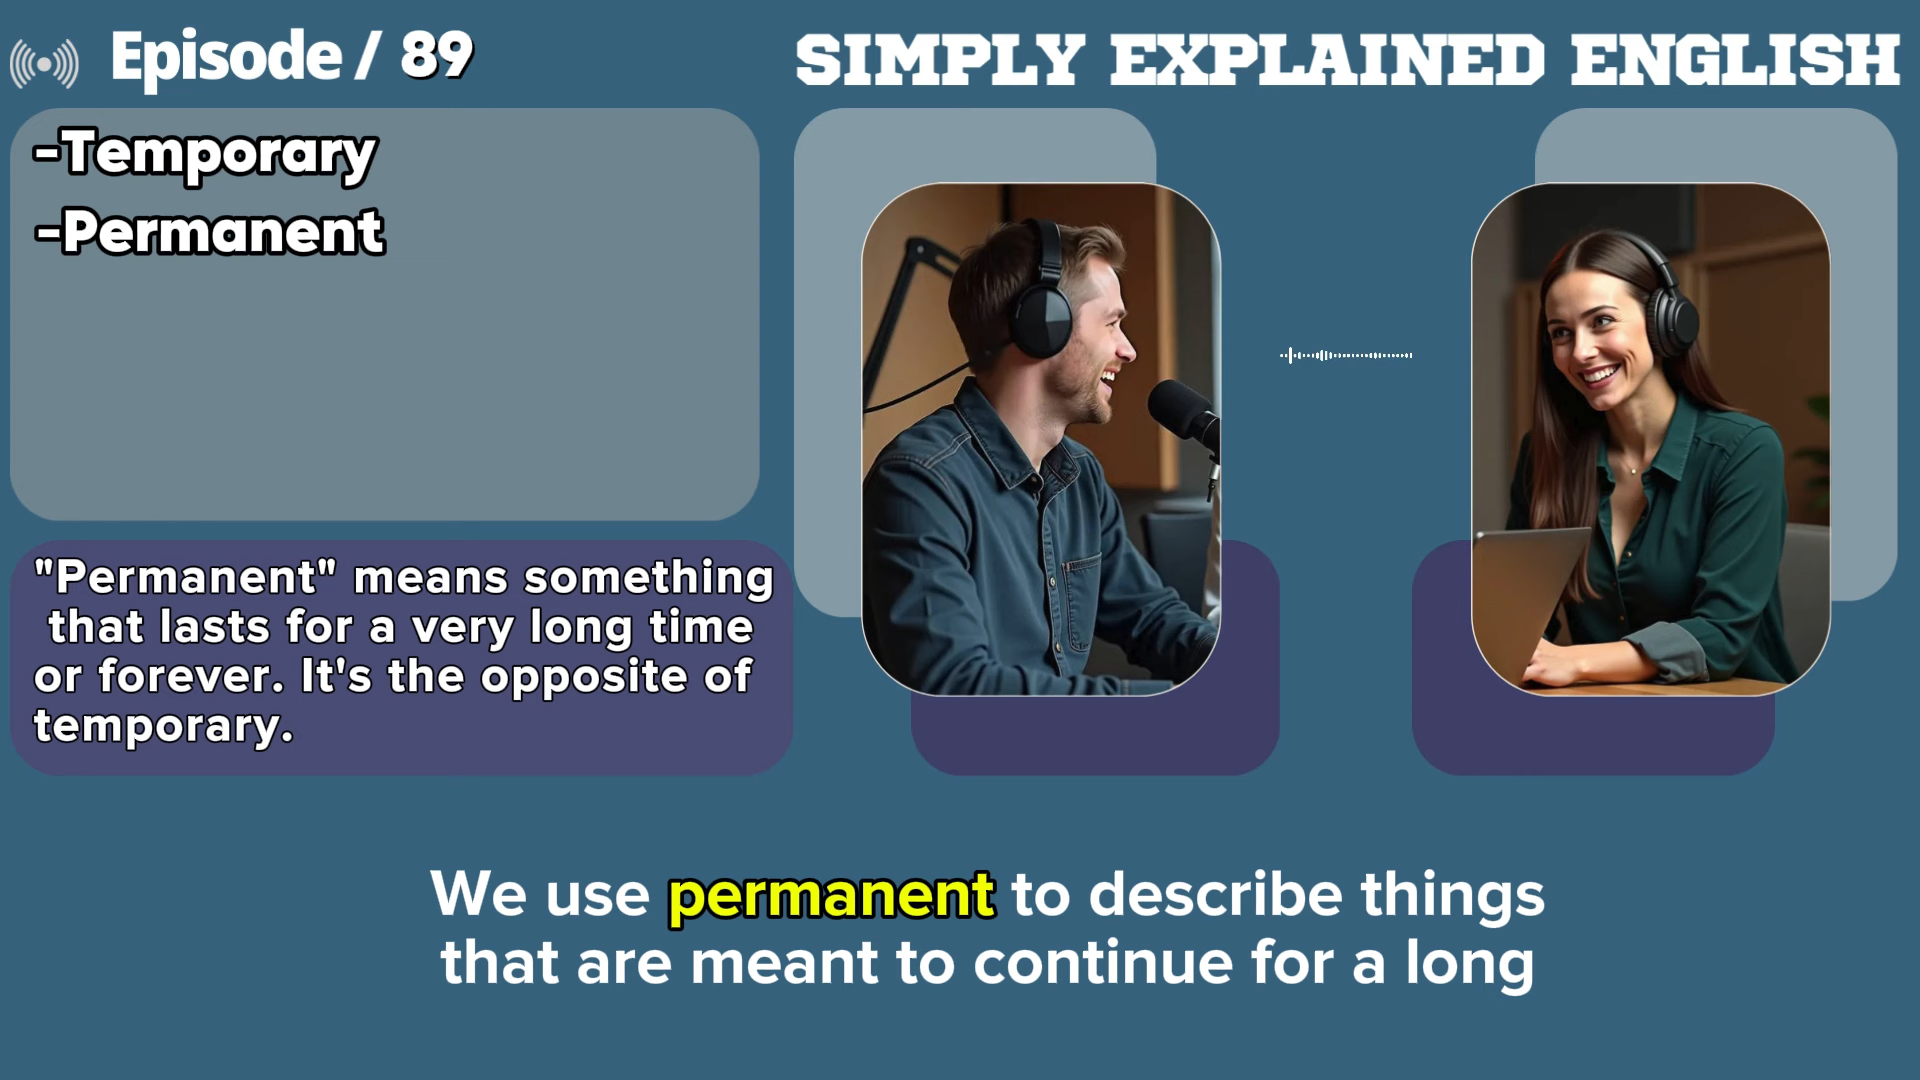 Episode / 89
SIMPLY EXPLAINED ENGLISH
-Temporary
-Permanent
"Permanent" means something
that lasts for a very long time
or forever. It's the opposite of
temporary.
We use permanent to describe things
that are meant to continue for a long